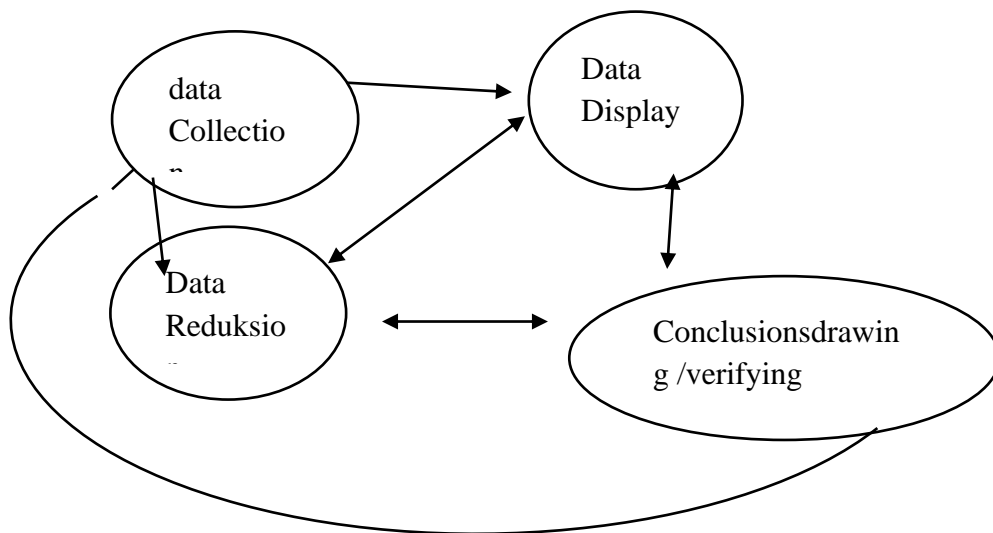 data
Collectio
n
Data
Display
Data
Reduksio
n
Conclusionsdrawin
g /verifying